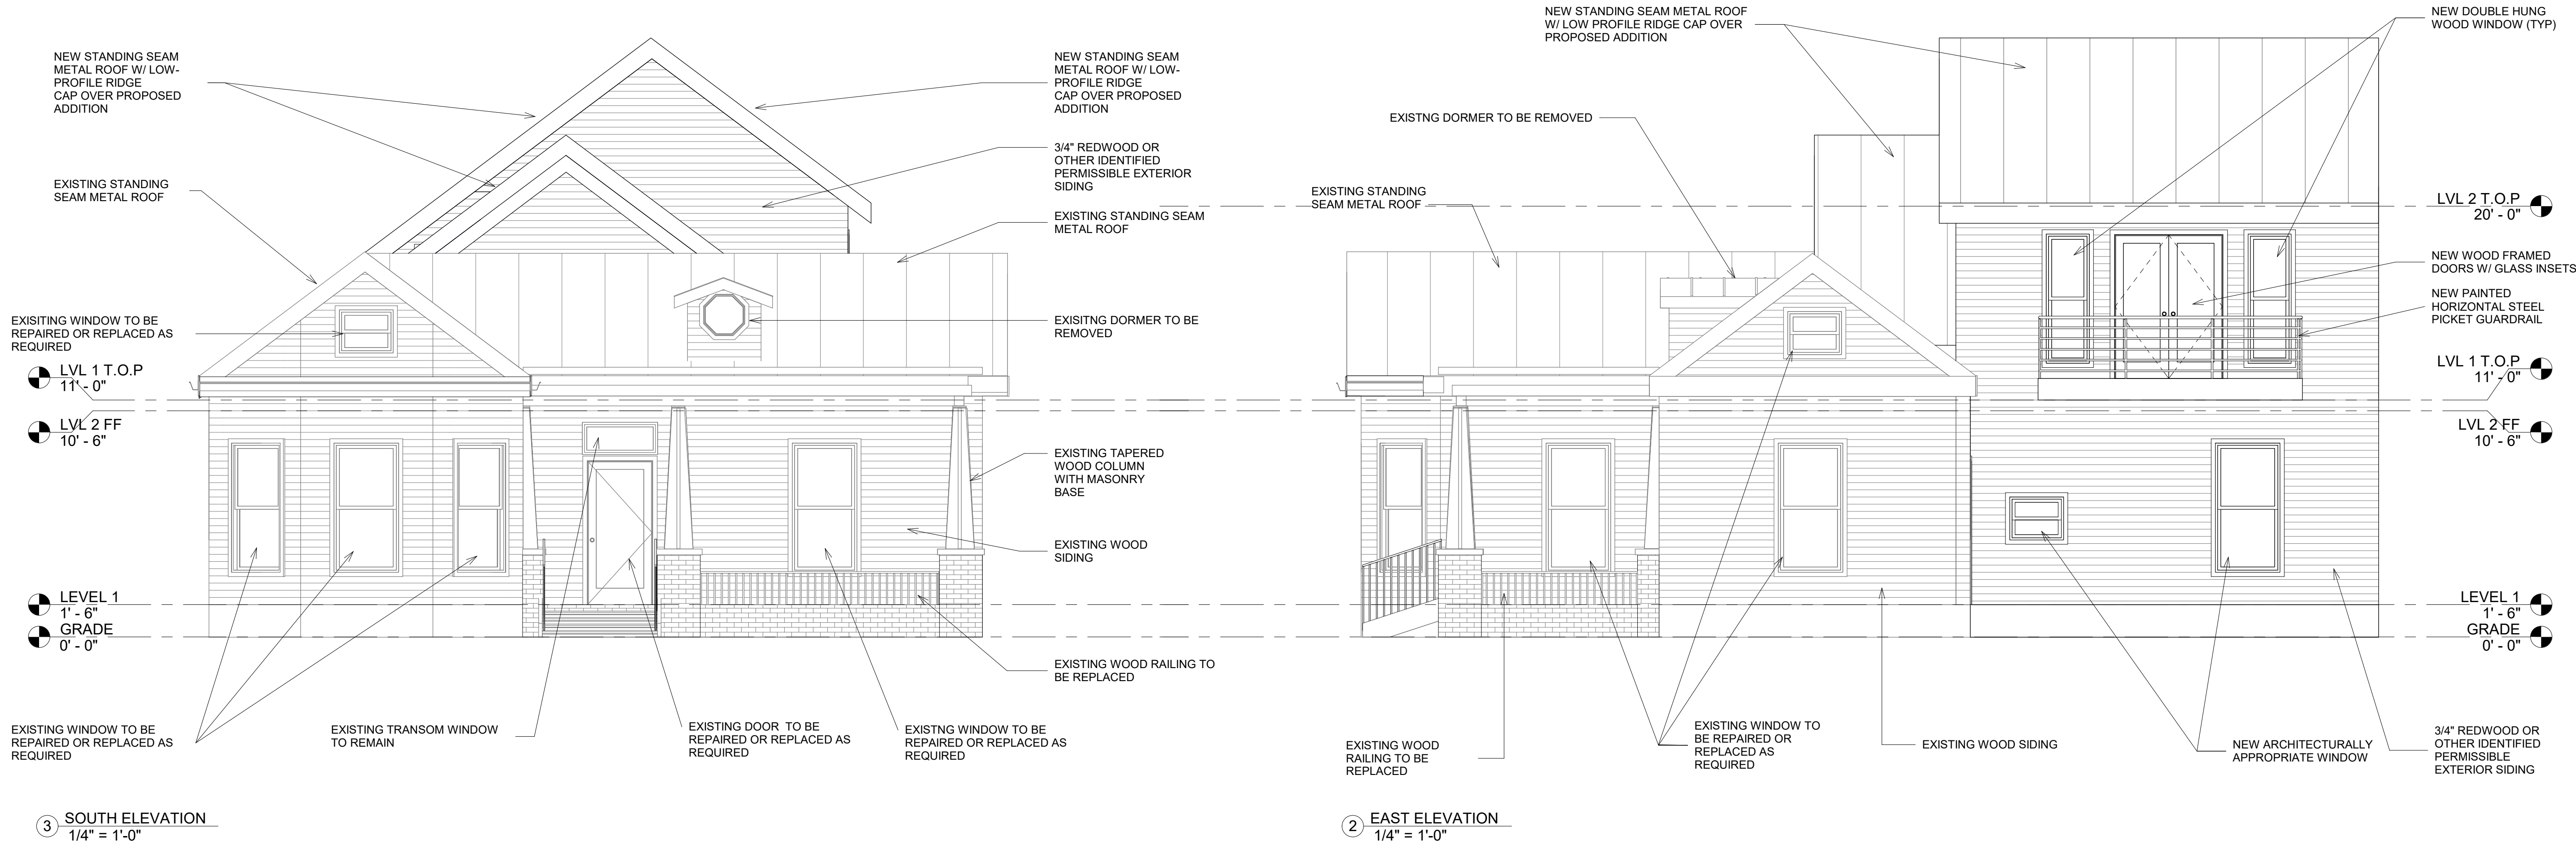 NEW STANDING SEAM
METAL ROOF W/ LOW-
PROFILE RIDGE
CAP OVER PROPOSED
ADDITION
EXISTING STANDING
SEAM METAL ROOF
EXISITING WINDOW TO BE
REPAIRED OR REPLACED AS
REQUIRED
LVL 1 T.O.P
11' - 0"
LVL 2 FF
10' - 6"
LEVEL 1
1' - 6"
GRADE
0' - 0"
EXISTING WINDOW TO BE
REPAIRED OR REPLACED AS
REQUIRED
EXISTING TRANSOM WINDOW
TO REMAIN
EXISTING DOOR TO BE
REPAIRED OR REPLACED AS
REQUIRED
EXISTNG WINDOW TO BE
REPAIRED OR REPLACED AS
REQUIRED
NEW STANDING SEAM
METAL ROOF W/ LOW-
PROFILE RIDGE
CAP OVER PROPOSED
ADDITION
3/4" REDWOOD OR
OTHER IDENTIFIED
PERMISSIBLE EXTERIOR
SIDING
EXISTING STANDING SEAM
METAL ROOF
EXISITNG DORMER TO BE
REMOVED
EXISTING TAPERED
WOOD COLUMN
WITH MASONRY
BASE
EXISTING WOOD
SIDING
EXISTING WOOD RAILING TO
BE REPLACED
3
SOUTH ELEVATION
1/4" = 1'-0"
NEW STANDING SEAM METAL ROOF
W/ LOW PROFILE RIDGE CAP OVER
PROPOSED ADDITION
EXISTNG DORMER TO BE REMOVED
EXISTING STANDING
SEAM METAL ROOF
NEW DOUBLE HUNG
WOOD WINDOW (TYP)
LVL 2 T.O.P
20' - 0"
NEW WOOD FRAMED
DOORS W/ GLASS INSETS
NEW PAINTED
HORIZONTAL STEEL
PICKET GUARDRAIL
LVL 1 T.O.P
11' - 0"
LVL 2 FF
10' - 6"
LEVEL 1
1' - 6"
GRADE
0' - 0"
EXISTING WOOD
RAILING TO BE
REPLACED
EXISTING WINDOW TO
BE REPAIRED OR
REPLACED AS
REQUIRED
EXISTING WOOD SIDING
NEW ARCHITECTURALLY
APPROPRIATE WINDOW
3/4" REDWOOD OR
OTHER IDENTIFIED
PERMISSIBLE
EXTERIOR SIDING
2
EAST ELEVATION
1/4" = 1'-0"